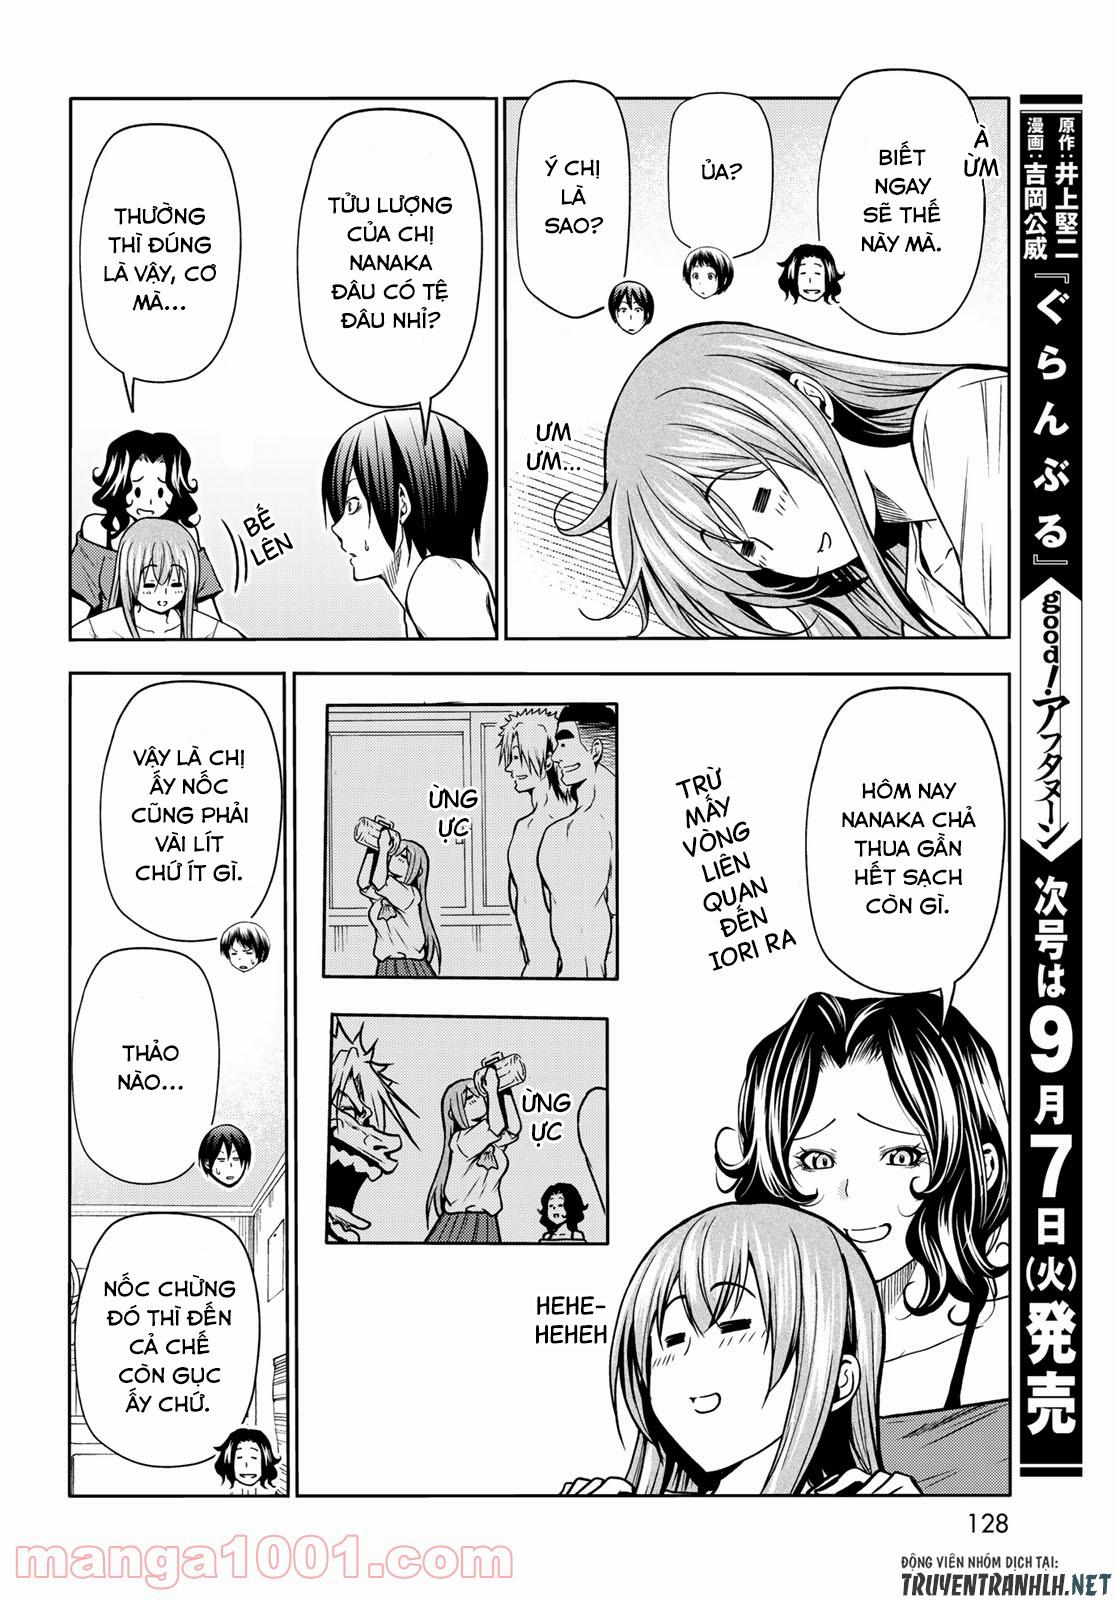 À
ỪM
BIẾT
NGAY
SẼ THẾ
NÀY MÀ.
ỦA?
Ý CHỊ
LÀ
SAO?
ƯM
ƯM...
TỬU LƯỢNG
CỦA CHỊ
NANAKA
ĐÂU CÓ TỆ
ĐÂU NHỈ?
THƯỜNG
THÌ ĐÚNG
LÀ VẬY, CƠ
MÀ...
BẾ
LÊN
HÔM NAY
NANAKA CHẢ
THUA GẦN
HẾT SẠCH
CÒN GÌ.
TRỪ
MẤY
VÒNG
LIÊN
QUAN
ĐẾN
IORI RA
ỪNG
ỰC
ỪNG
ỰC
HEHE-
HEHEH
VẬY LÀ CHỊ
ẤY NỐC
CŨNG PHẢI
VÀI LÍT
CHỨ ÍT GÌ.
THẢO
NÀO...
NỐC CHỪNG
ĐÓ THÌ ĐẾN
CẢ CHẾ
CÒN GỤC
ẤY CHỨ.
原作:井上堅二
漫画:吉岡公威
『ぐらんぶる』
good!アフタヌーン
次号は9月7日(火)発売
128
manga1001.com
ĐỘNG VIÊN NHÓM DỊCH TẠI:
TRUYENTRANHLH.NET